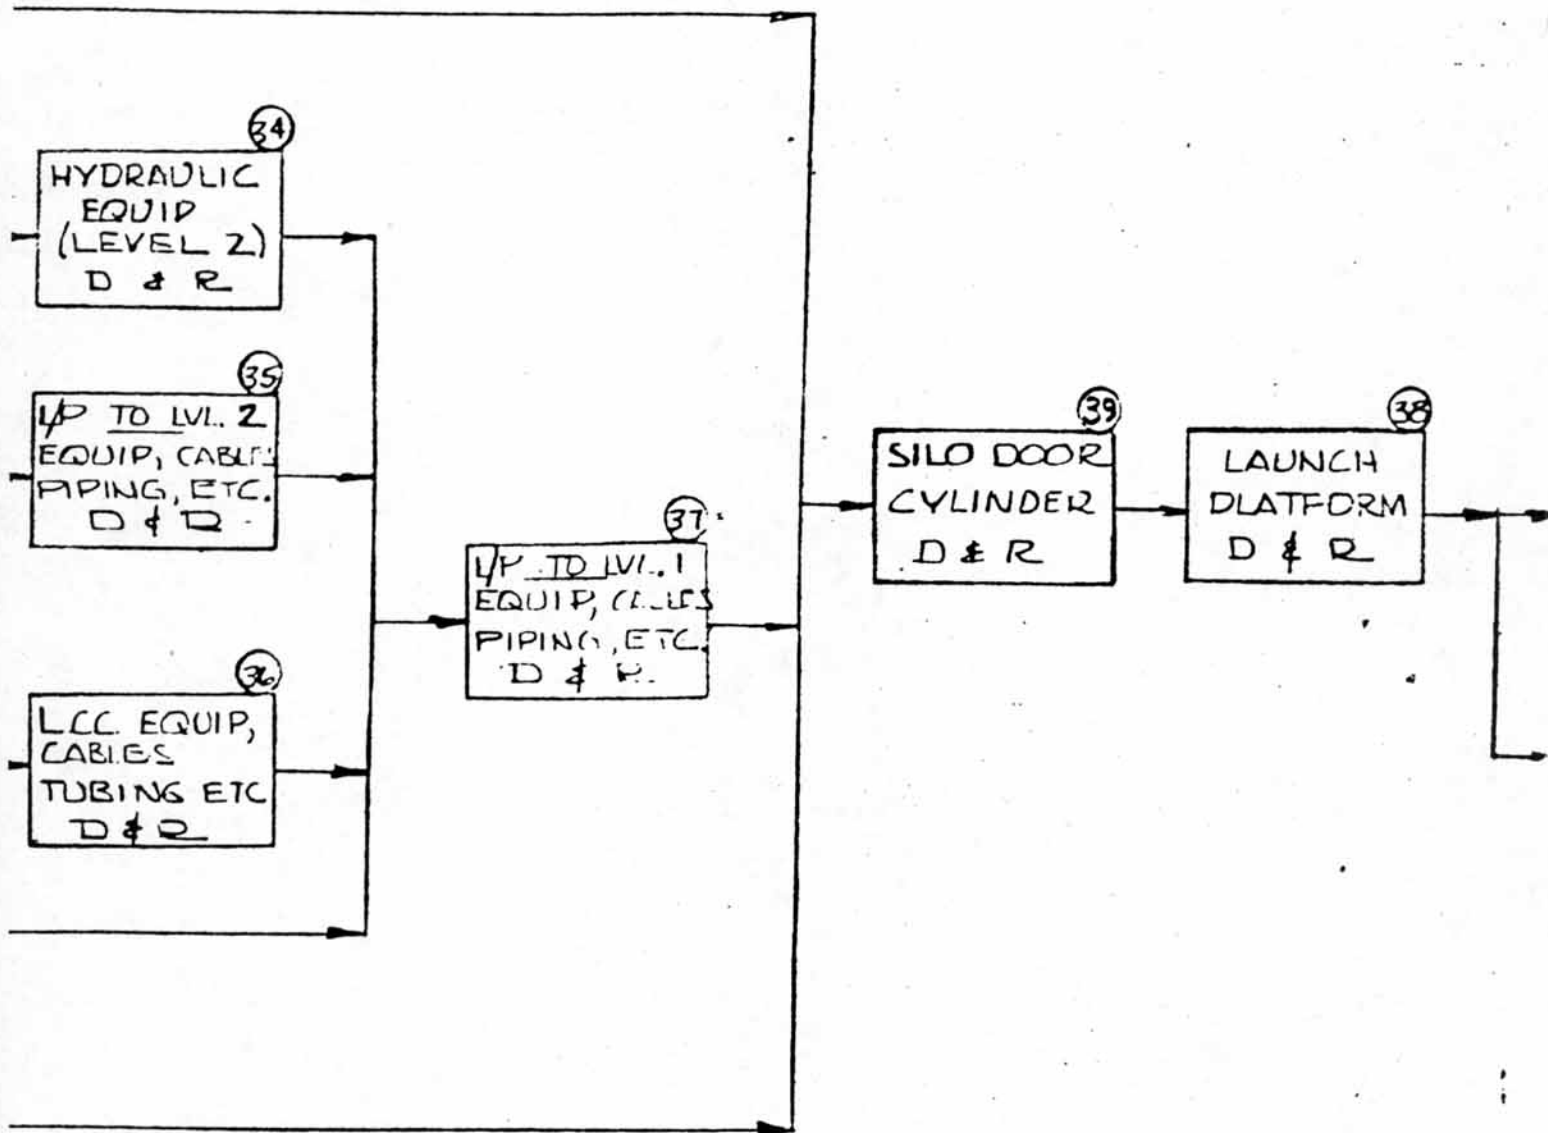 34
HYDRAULIC
EQUIP
(LEVEL 2)
D & R
35
L/P TO LVL. 2
EQUIP, CABLES
PIPING, ETC.
D & R
36
L.C.C. EQUIP,
CABLES
TUBING ETC
D & R
37
L/P TO LVL. 1
EQUIP, CABLES
PIPING, ETC.
D & R
39
SILO DOOR
CYLINDER
D & R
38
LAUNCH
PLATFORM
D & R